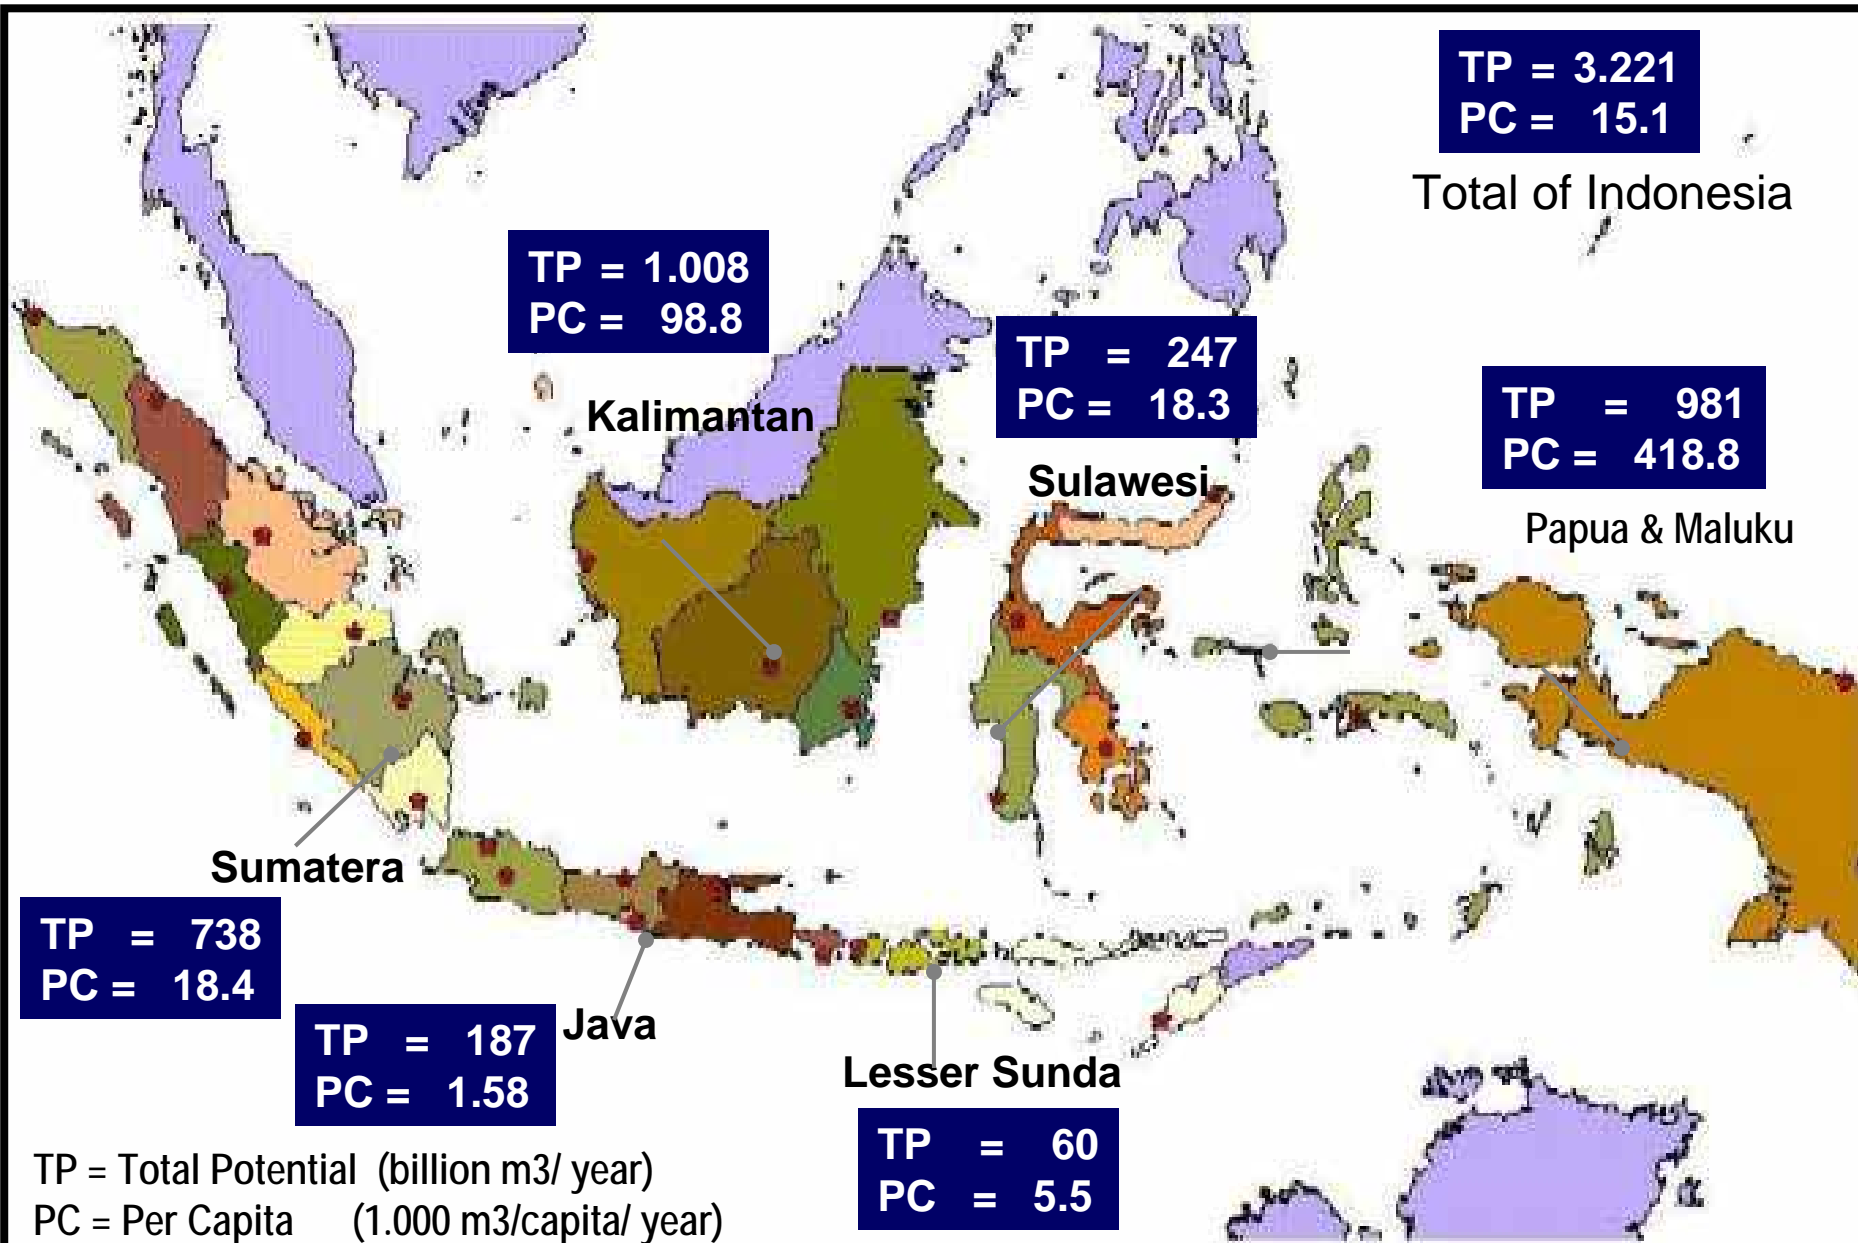 TP = 3.221
PC = 15.1
Total of Indonesia
TP = 1.008
PC = 98.8
Kalimantan
TP = 247
PC = 18.3
Sulawesi
TP = 981
PC = 418.8
Papua & Maluku
Sumatera
TP = 738
PC = 18.4
Java
TP = 187
PC = 1.58
Lesser Sunda
TP = 60
PC = 5.5
TP = Total Potential (billion m3/ year)
PC = Per Capita (1.000 m3/capita/ year)